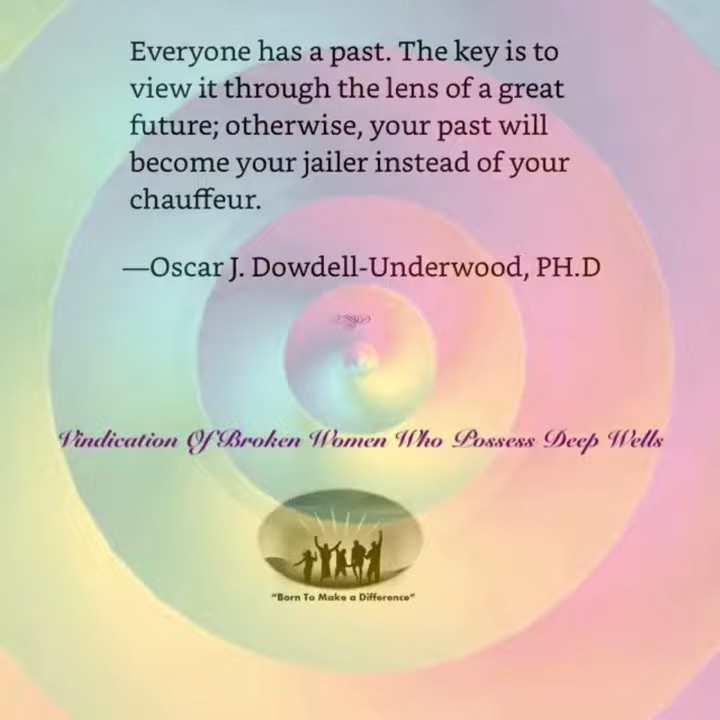 Everyone has a past. The key is to
view it through the lens of a great
future; otherwise, your past will
become your jailer instead of your
chauffeur.
—Oscar J. Dowdell-Underwood, PH.D
Vindication Of Broken Women Who Possess Deep Wells
"Born To Make a Difference"